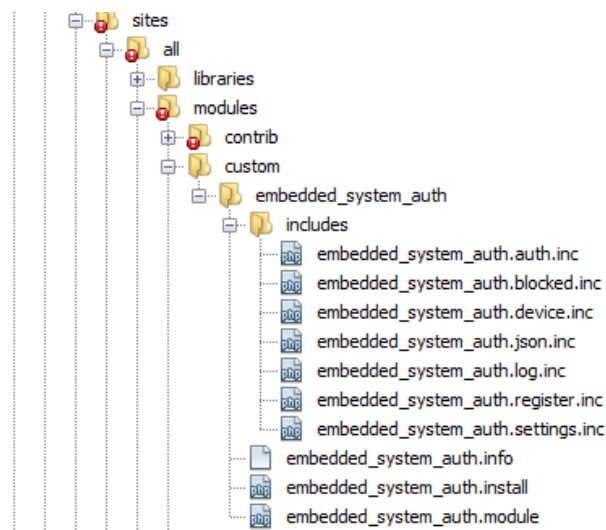 sites
all
libraries
modules
contrib
custom
embedded_system_auth
includes
embedded_system_auth.auth.inc
embedded_system_auth.blocked.inc
embedded_system_auth.device.inc
embedded_system_auth.json.inc
embedded_system_auth.log.inc
embedded_system_auth.register.inc
embedded_system_auth.settings.inc
embedded_system_auth.info
embedded_system_auth.install
embedded_system_auth.module